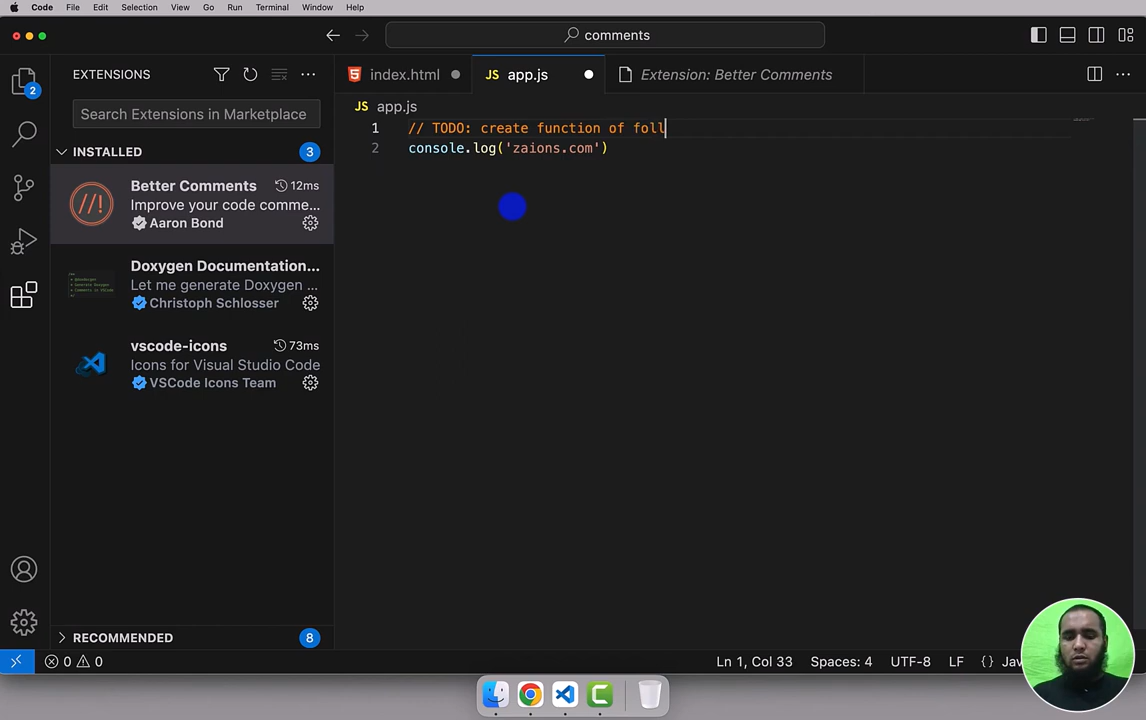 Code File Edit Selection View Go Run Terminal Window Help
comments
EXTENSIONS
index.html
JS app.js
Extension: Better Comments
Search Extensions in Marketplace
JS app.js
INSTALLED 3
1 // TODO: create function of foll
2 console.log('zaions.com')
Better Comments 12ms
Improve your code comme...
Aaron Bond
Doxygen Documentation...
Let me generate Doxygen ...
Christoph Schlosser
vscode-icons 73ms
Icons for Visual Studio Code
VSCode Icons Team
RECOMMENDED 8
2
0 0
Ln 1, Col 33 Spaces: 4 UTF-8 LF {} Jav